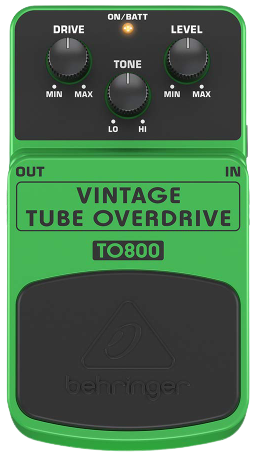 ON/BATT
DRIVE
LEVEL
TONE
MIN MAX
MIN MAX
LO HI
OUT IN
VINTAGE
TUBE OVERDRIVE
TO800
behringer